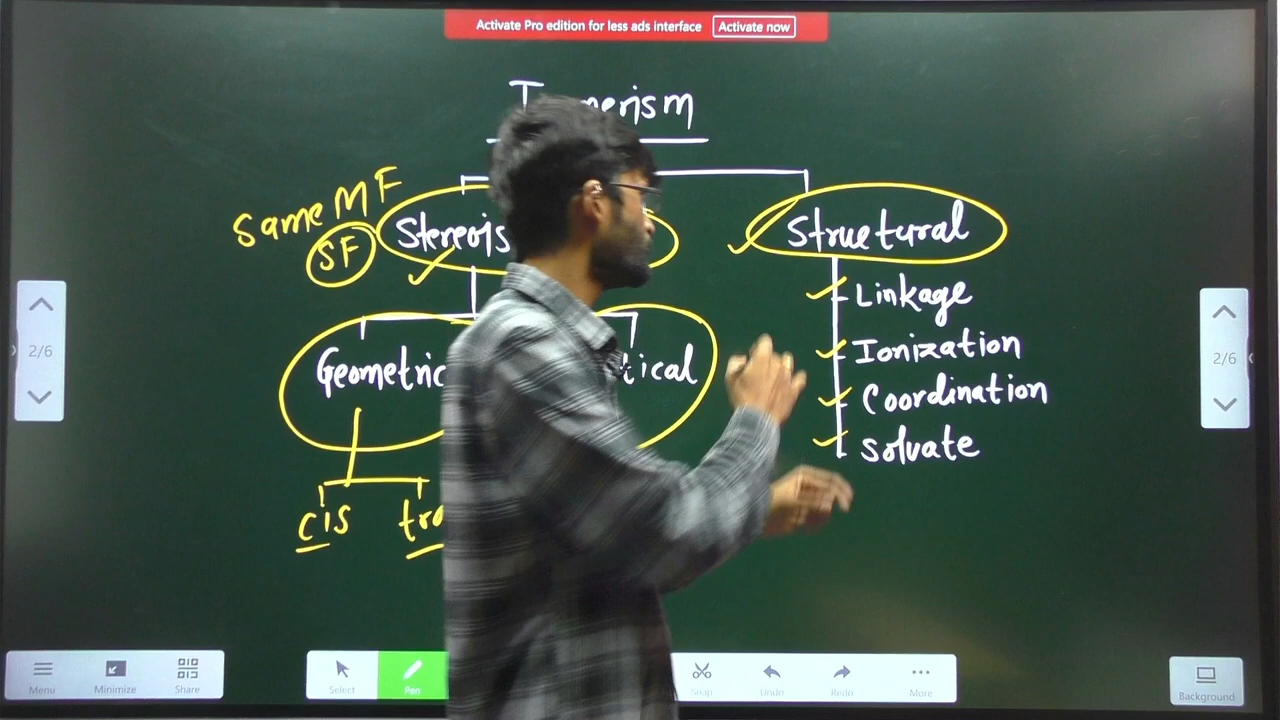 Activate Pro edition for less ads interface Activate now
Same MF
SF
Structural
Linkage
2/6
2/6
Ionization
Coordination
Solvate
cis
Menu Minimize Share Select Pen Snap Undo Redo More Background